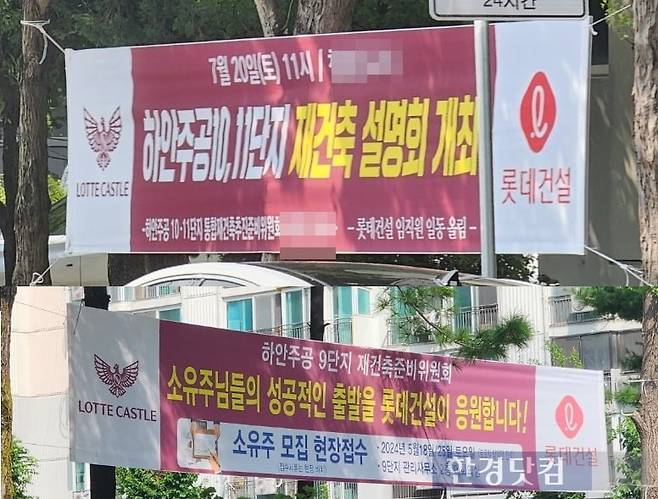 24시간
7월 20일(토) 11시 /
하안주공10, 11단지 재건축 설명회 개최
LOTTE CASTLE
롯데건설
-하안주공 10·11단지 통합재건축추진준비위원회
- 롯데건설 임직원 일동 올림 -
하안주공 9단지 재건축준비위원회
소유주님들의 성공적인 출발을 롯데건설이 응원합니다!
LOTTE CASTLE
롯데건설
소유주 모집 현장접수
- 2024년 5월18일/25일 토요일
- 9단지 관리사무소
한경닷컴